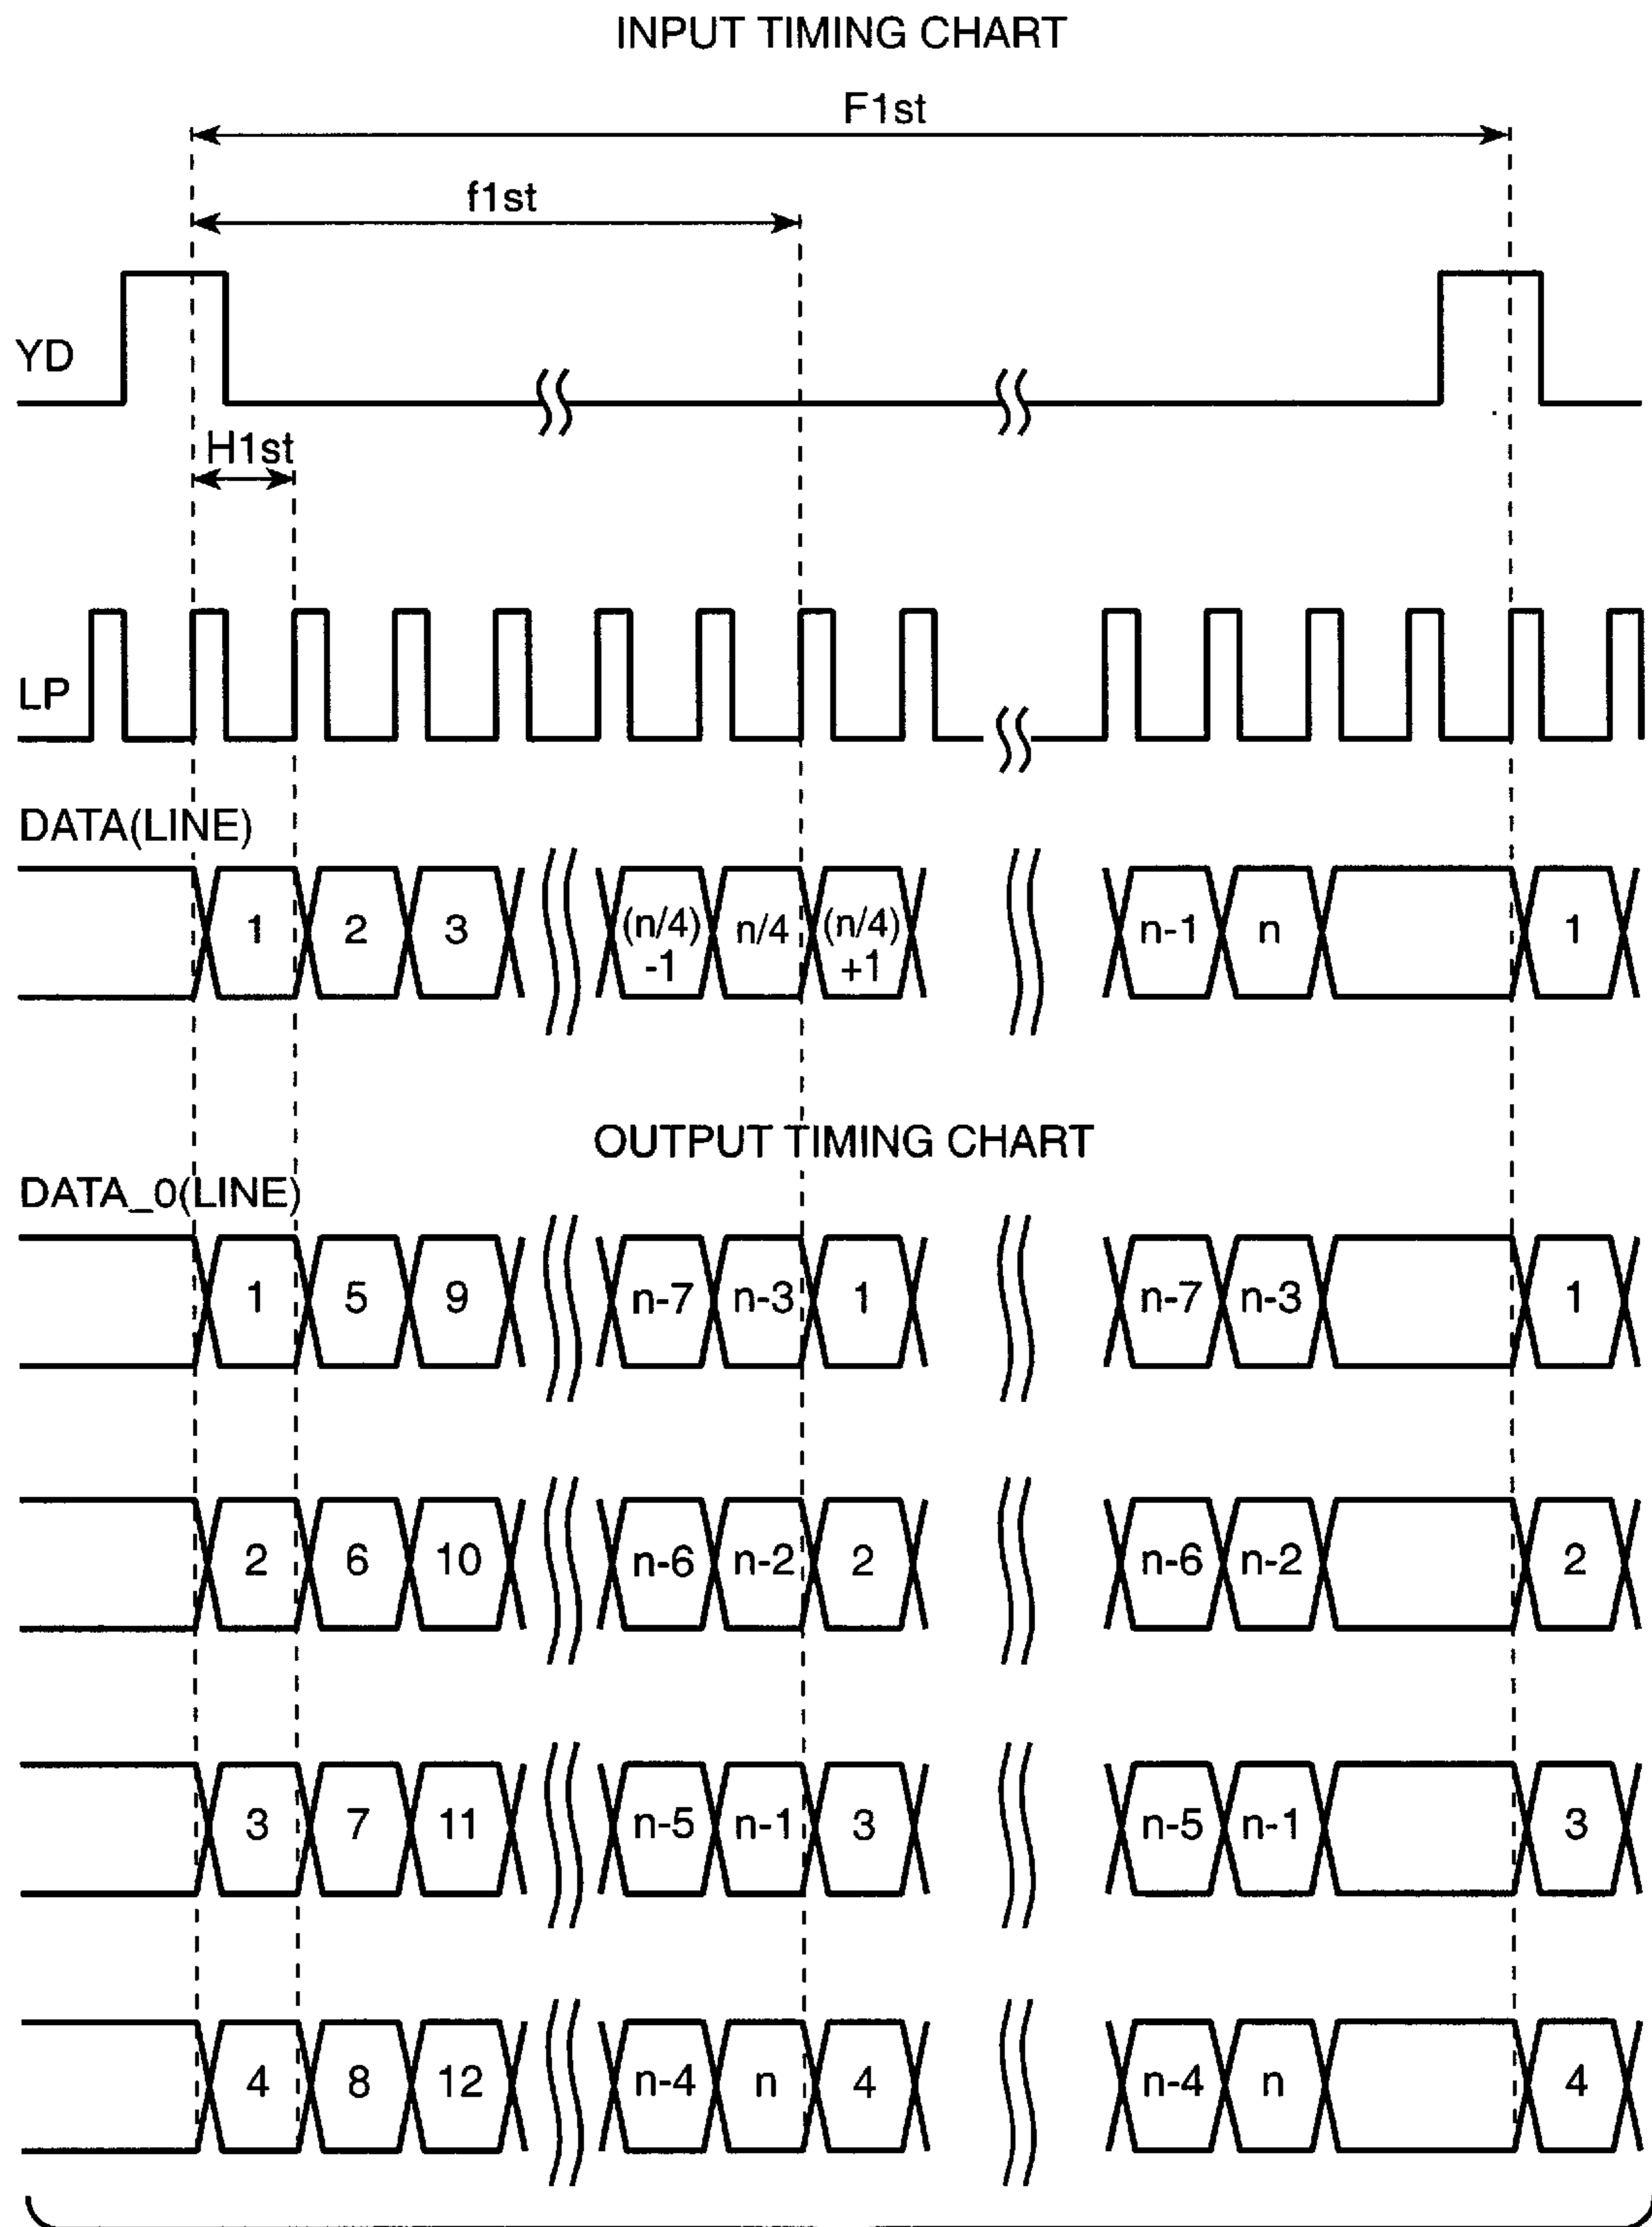 INPUT TIMING CHART
F1st
f1st
YD
H1st
LP
DATA(LINE)
1 2 3 (n/4)-1 n/4 (n/4)+1 n-1 n 1
OUTPUT TIMING CHART
DATA_0(LINE)
1 5 9 n-7 n-3 1 n-7 n-3 1
2 6 10 n-6 n-2 2 n-6 n-2 2
3 7 11 n-5 n-1 3 n-5 n-1 3
4 8 12 n-4 n 4 n-4 n 4